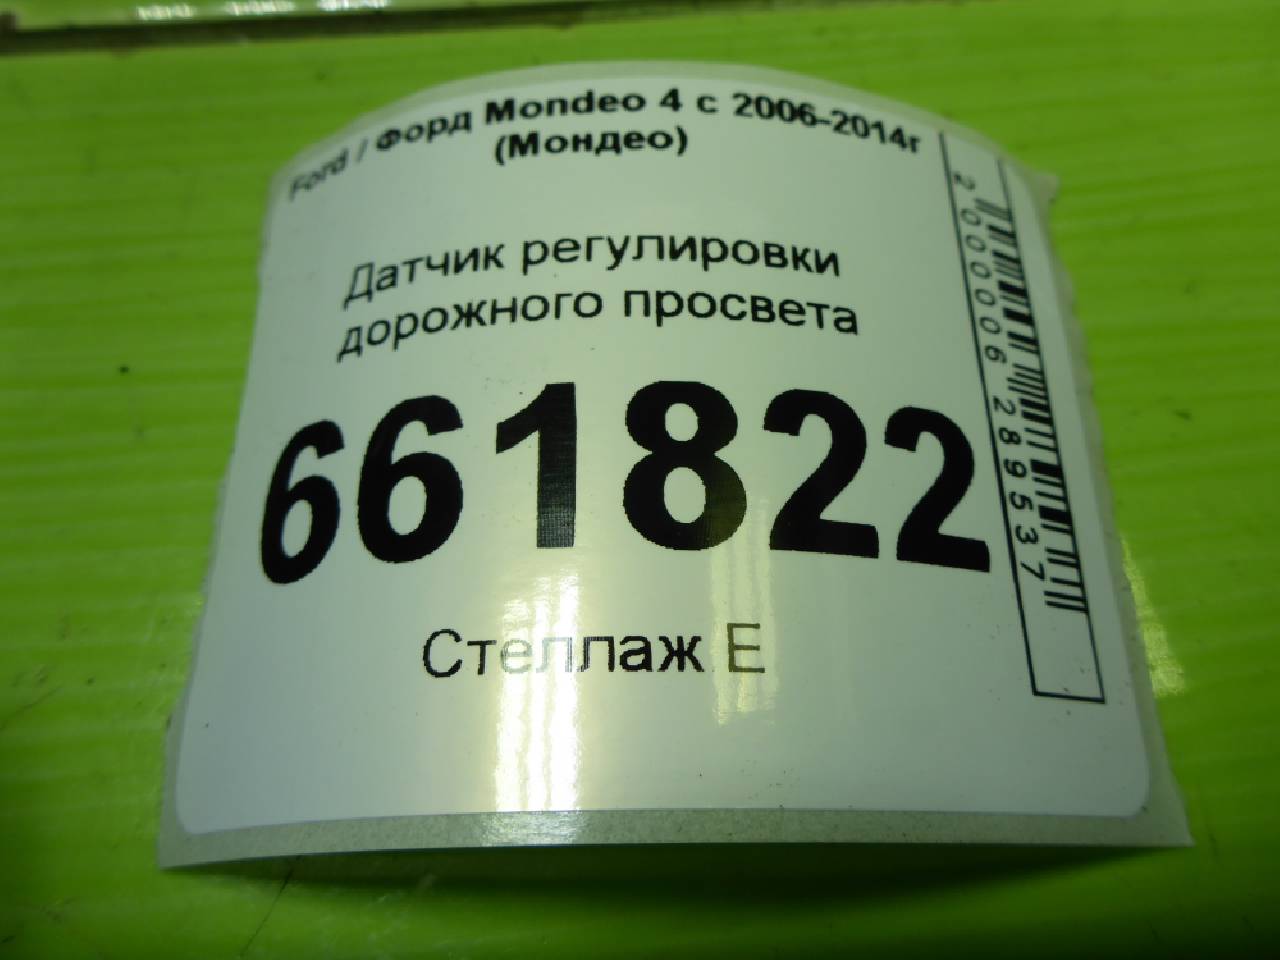 Ford / Форд Mondeo 4 с 2006-2014г
(Мондео)
Датчик регулировки
дорожного просвета
661822
Стеллаж Е
2000006289537